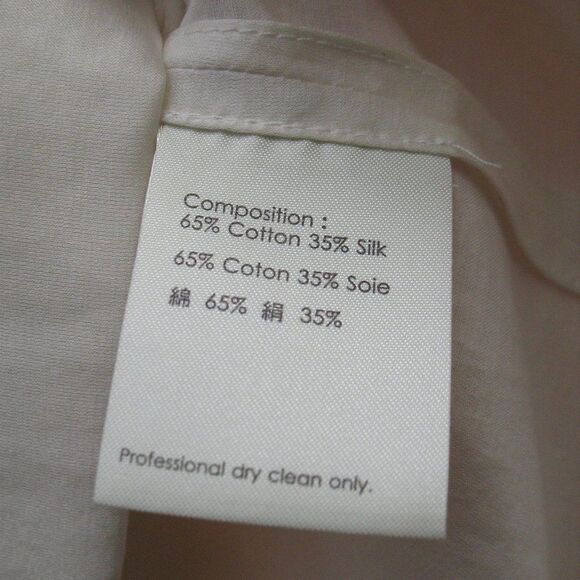 Composition :
65% Cotton 35% Silk
65% Coton 35% Soie
綿 65% 絹 35%
Professional dry clean only.